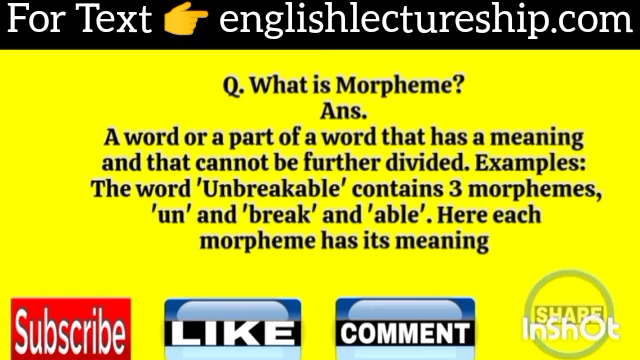 For Text 👉 englishlectureship.com
Q. What is Morpheme?
Ans.
A word or a part of a word that has a meaning
and that cannot be further divided. Examples:
The word 'Unbreakable' contains 3 morphemes,
'un' and 'break' and 'able'. Here each
morpheme has its meaning
Subscribe
LIKE
COMMENT
SHARE
InShOt